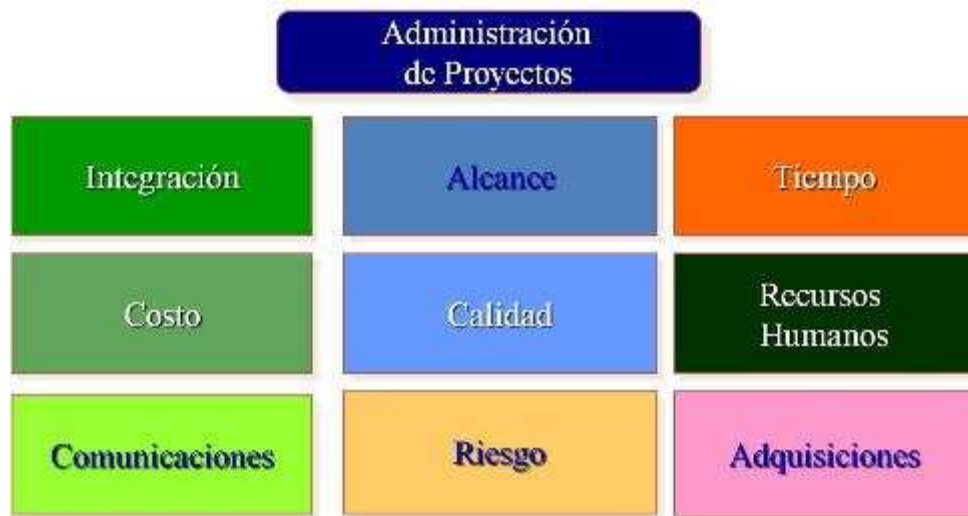 Administración
de Proyectos
Integración
Alcance
Tiempo
Costo
Calidad
Recursos
Humanos
Comunicaciones
Riesgo
Adquisiciones